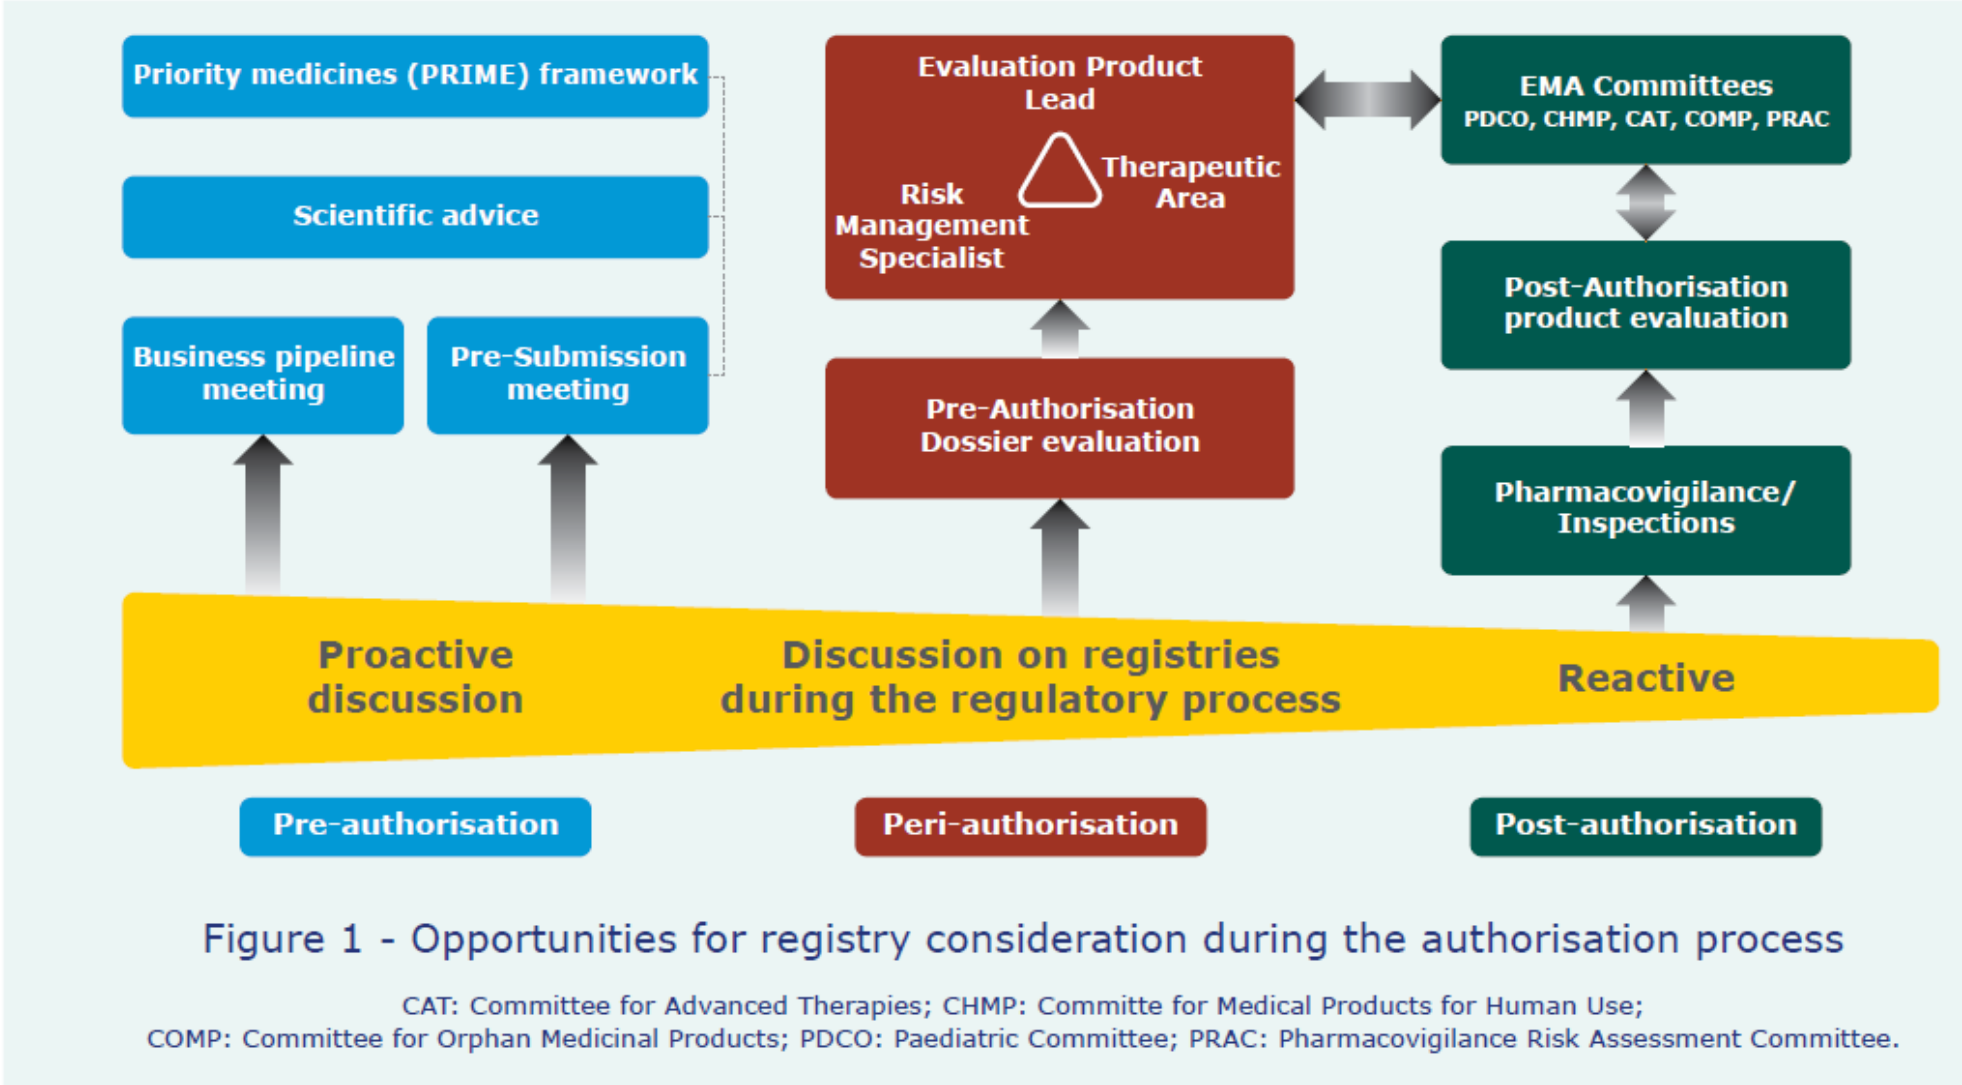 Priority medicines (PRIME) framework
Scientific advice
Business pipeline
meeting
Pre-Submission
meeting
Evaluation Product
Lead
Therapeutic
Area
Risk
Management
Specialist
Pre-Authorisation
Dossier evaluation
EMA Committees
PDCO, CHMP, CAT, COMP, PRAC
Post-Authorisation
product evaluation
Pharmacovigilance/
Inspections
Proactive
discussion
Discussion on registries
during the regulatory process
Reactive
Pre-authorisation
Peri-authorisation
Post-authorisation
Figure 1 - Opportunities for registry consideration during the authorisation process
CAT: Committee for Advanced Therapies; CHMP: Committe for Medical Products for Human Use;
COMP: Committee for Orphan Medicinal Products; PDCO: Paediatric Committee; PRAC: Pharmacovigilance Risk Assessment Committee.